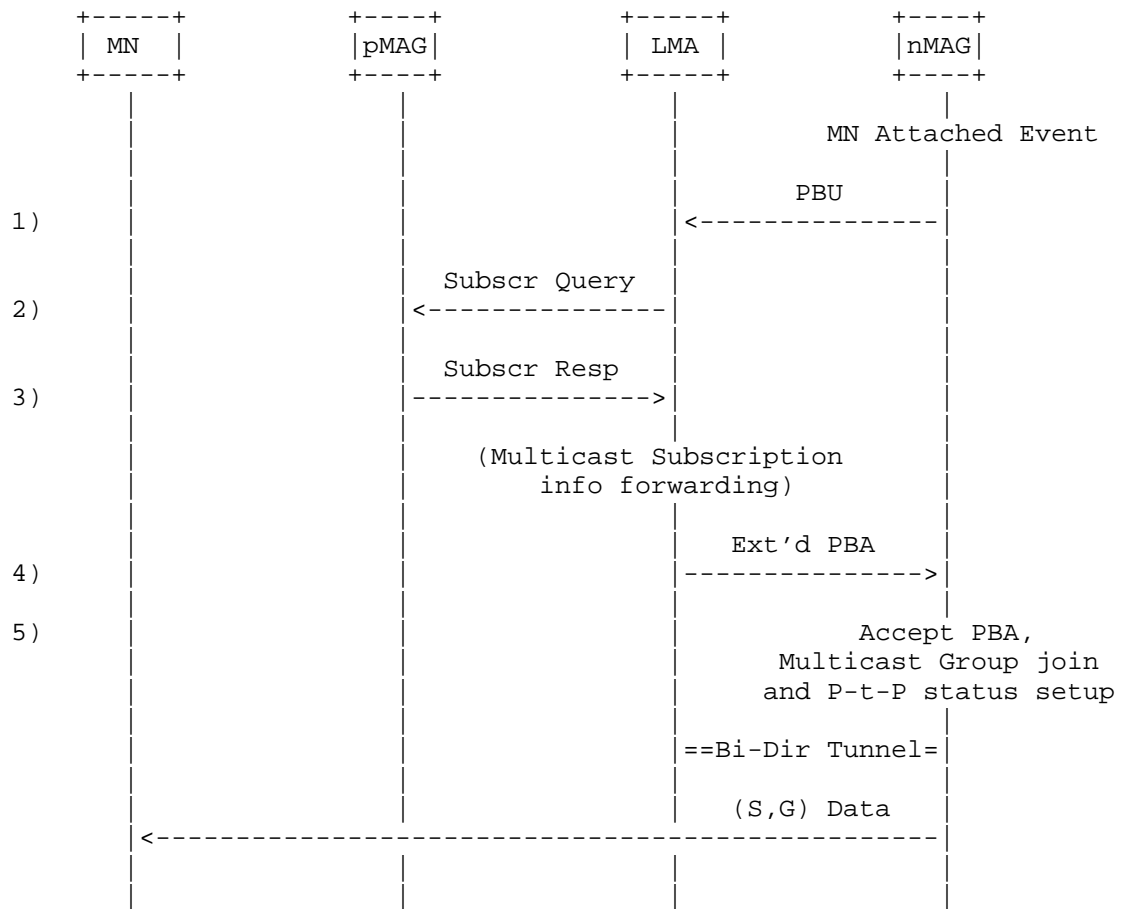 MN pMAG LMA nMAG
MN Attached Event
PBU
1)
Subscr Query
2)
Subscr Resp
3)
(Multicast Subscription
info forwarding)
Ext'd PBA
4)
5) Accept PBA,
Multicast Group join
and P-t-P status setup
==Bi-Dir Tunnel=
(S,G) Data